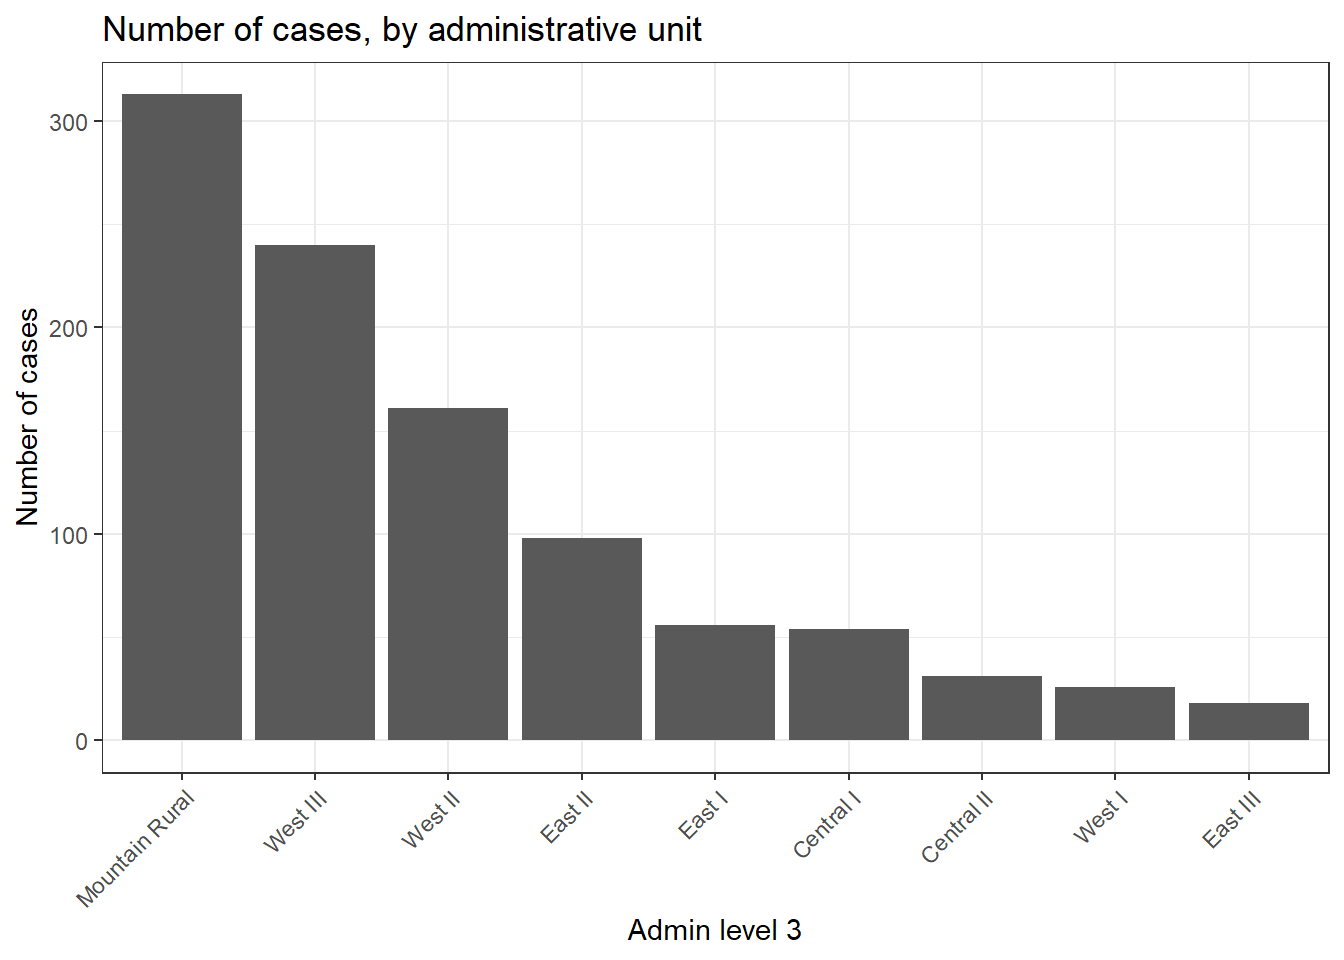 Number of cases, by administrative unit
Number of cases
300
200
100
0
Mountain Rural
West III
West II
East II
East I
Central I
Central II
West I
East III
Admin level 3